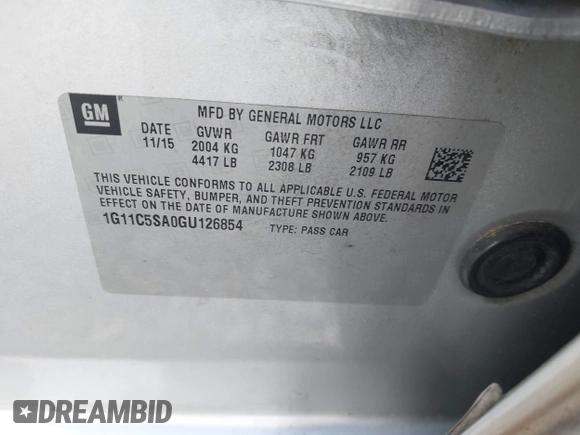 GM
MFD BY GENERAL MOTORS LLC
DATE GVWR GAWR FRT GAWR RR
11/15 2004 KG 1047 KG 957 KG
4417 LB 2308 LB 2109 LB
THIS VEHICLE CONFORMS TO ALL APPLICABLE U.S. FEDERAL MOTOR
VEHICLE SAFETY, BUMPER, AND THEFT PREVENTION STANDARDS IN
EFFECT ON THE DATE OF MANUFACTURE SHOWN ABOVE.
1G11C5SA0GU126854 TYPE: PASS CAR
DREAMBID